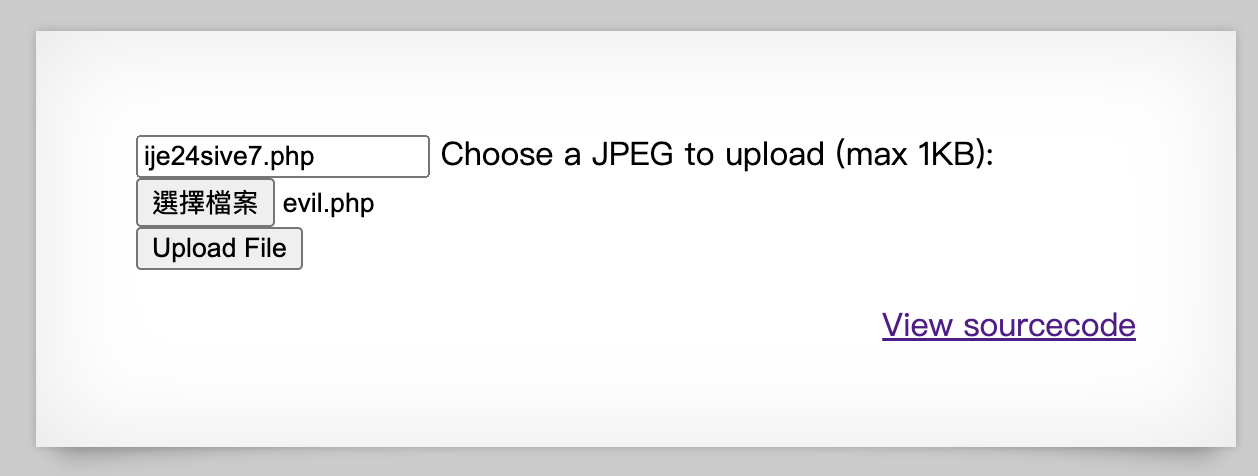 ije24sive7.php Choose a JPEG to upload (max 1KB):
選擇檔案 evil.php
Upload File
View sourcecode